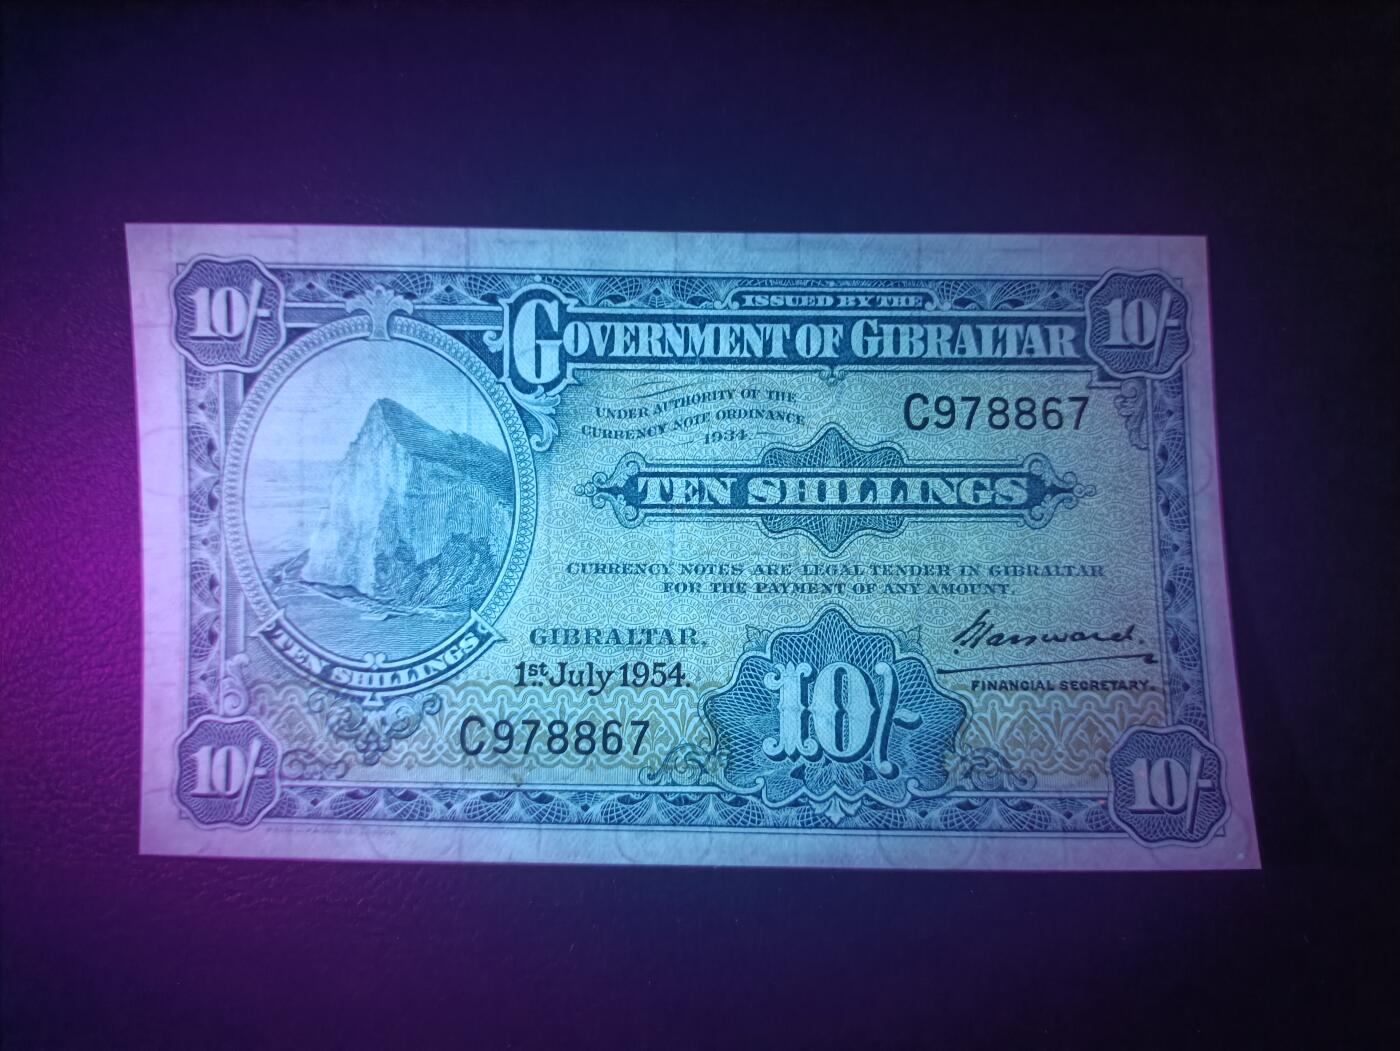 10/-
ISSUED BY THE
10/-
GOVERNMENT OF GIBRALTAR
UNDER AUTHORITY OF THE
CURRENCY NOTE ORDINANCE
1934.
C978867
TEN SHILLINGS
CURRENCY NOTES ARE LEGAL TENDER IN GIBRALTAR
FOR THE PAYMENT OF ANY AMOUNT.
TEN SHILLINGS
GIBRALTAR,
1st July 1954.
FINANCIAL SECRETARY.
C978867
10/-
10/-
10/-